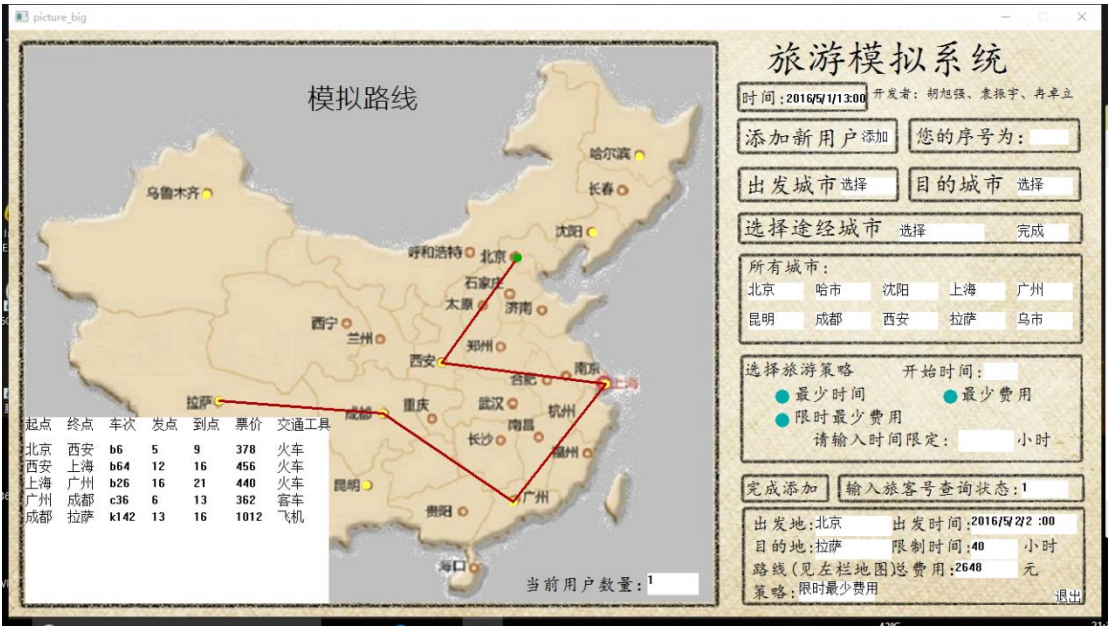 picture_big
模拟路线
哈尔滨
乌鲁木齐
长春
沈阳
呼和浩特
北京
石家庄
太原
济南
西宁
兰州
郑州
西安
南京
合肥
上海
拉萨
成都
重庆
武汉
杭州
南昌
长沙
福州
昆明
广州
贵阳
海口
起点 终点 车次 发点 到点 票价 交通工具
北京 西安 b6 5 9 378 火车
西安 上海 b64 12 16 456 火车
上海 广州 b26 16 21 440 火车
广州 成都 c36 6 13 362 客车
成都 拉萨 k142 13 16 1012 飞机
当前用户数量:1
旅游模拟系统
时间:2016/5/1/13:00 开发者:胡旭强、袁振宇、冉卓立
添加新用户 添加 您的序号为:
出发城市 选择 目的城市 选择
选择途经城市 选择 完成
所有城市:
北京 哈市 沈阳 上海 广州
昆明 成都 西安 拉萨 乌市
选择旅游策略 开始时间:
最少时间 最少费用
限时最少费用
请输入时间限定: 小时
完成添加 输入旅客号查询状态:1
出发地:北京 出发时间:2016/5/2/2 :00
目的地:拉萨 限制时间:40 小时
路线(见左栏地图)总费用:2648 元
策略:限时最少费用
退出